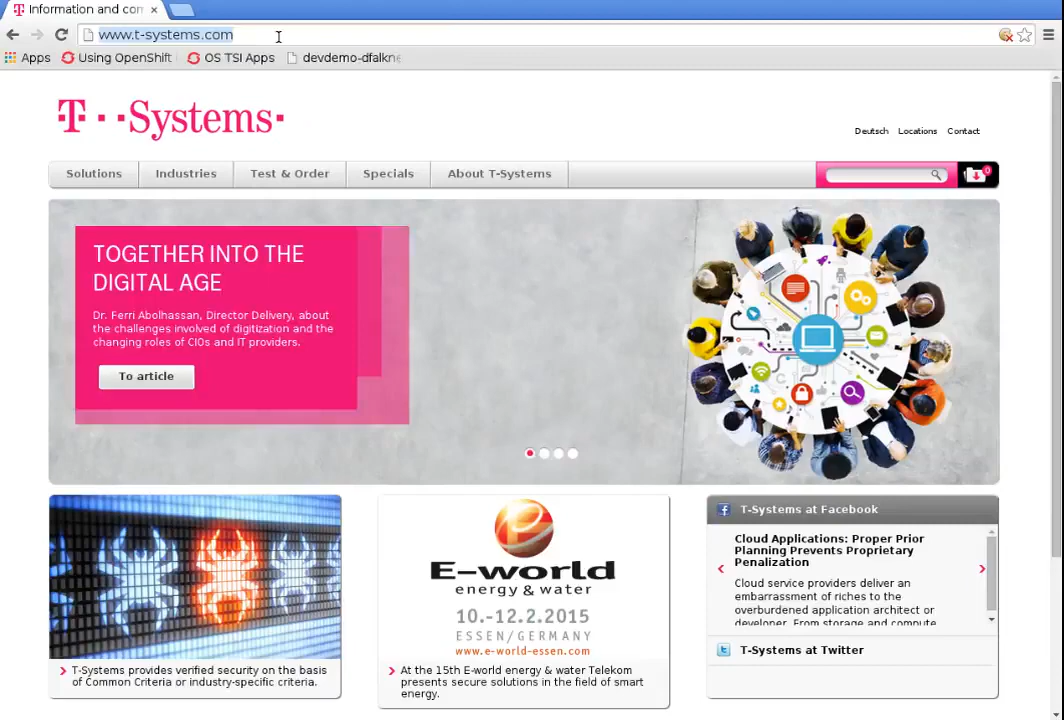 Information and com
www.t-systems.com
Apps Using OpenShift OS TSI Apps devdemo-dfalkne
T··Systems·
Deutsch Locations Contact
Solutions Industries Test & Order Specials About T-Systems
0
TOGETHER INTO THE
DIGITAL AGE
Dr. Ferri Abolhassan, Director Delivery, about
the challenges involved of digitization and the
changing roles of CIOs and IT providers.
To article
T-Systems provides verified security on the basis
of Common Criteria or industry-specific criteria.
E-world
energy & water
10.-12.2.2015
ESSEN/GERMANY
www.e-world-essen.com
At the 15th E-world energy & water Telekom
presents secure solutions in the field of smart
energy.
T-Systems at Facebook
Cloud Applications: Proper Prior
Planning Prevents Proprietary
Penalization
Cloud service providers deliver an
embarrassment of riches to the
overburdened application architect or
developer. From storage and compute
T-Systems at Twitter